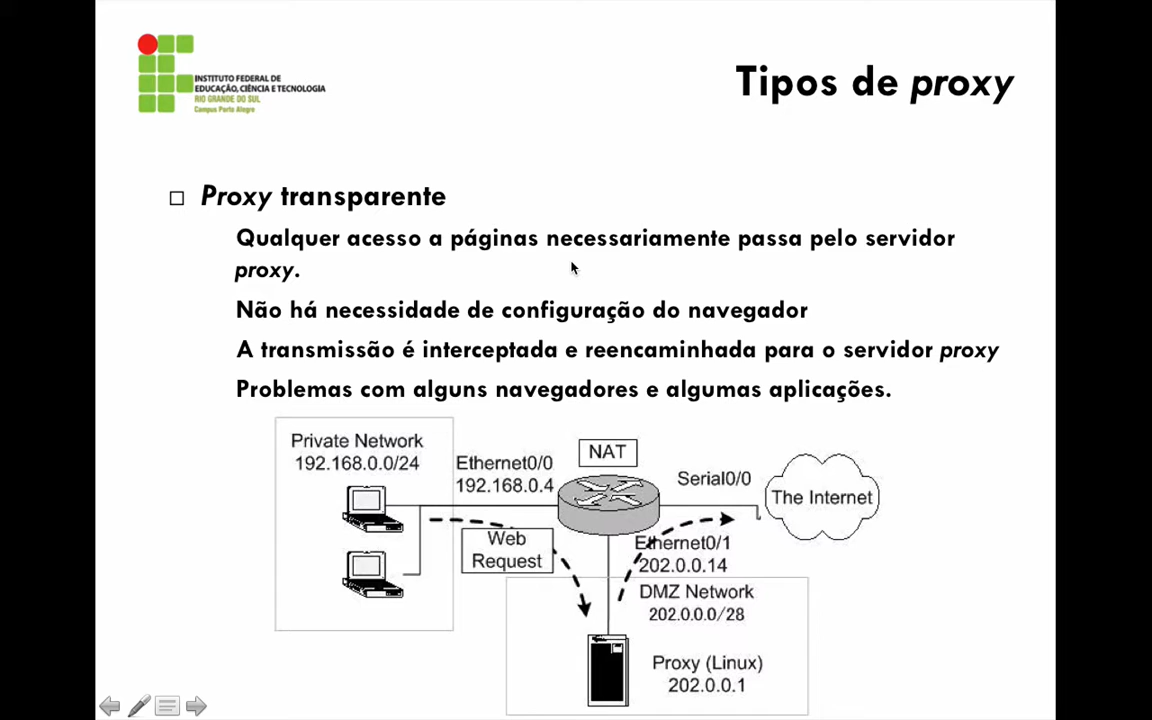 INSTITUTO FEDERAL DE
EDUCAÇÃO, CIÊNCIA E TECNOLOGIA
RIO GRANDE DO SUL
Campus Porto Alegre
Tipos de proxy
Proxy transparente
Qualquer acesso a páginas necessariamente passa pelo servidor
proxy.
Não há necessidade de configuração do navegador
A transmissão é interceptada e reencaminhada para o servidor proxy
Problemas com alguns navegadores e algumas aplicações.
Private Network
192.168.0.0/24
Ethernet0/0
192.168.0.4
NAT
Serial0/0
The Internet
Web
Request
Ethernet0/1
202.0.0.14
DMZ Network
202.0.0.0/28
Proxy (Linux)
202.0.0.1